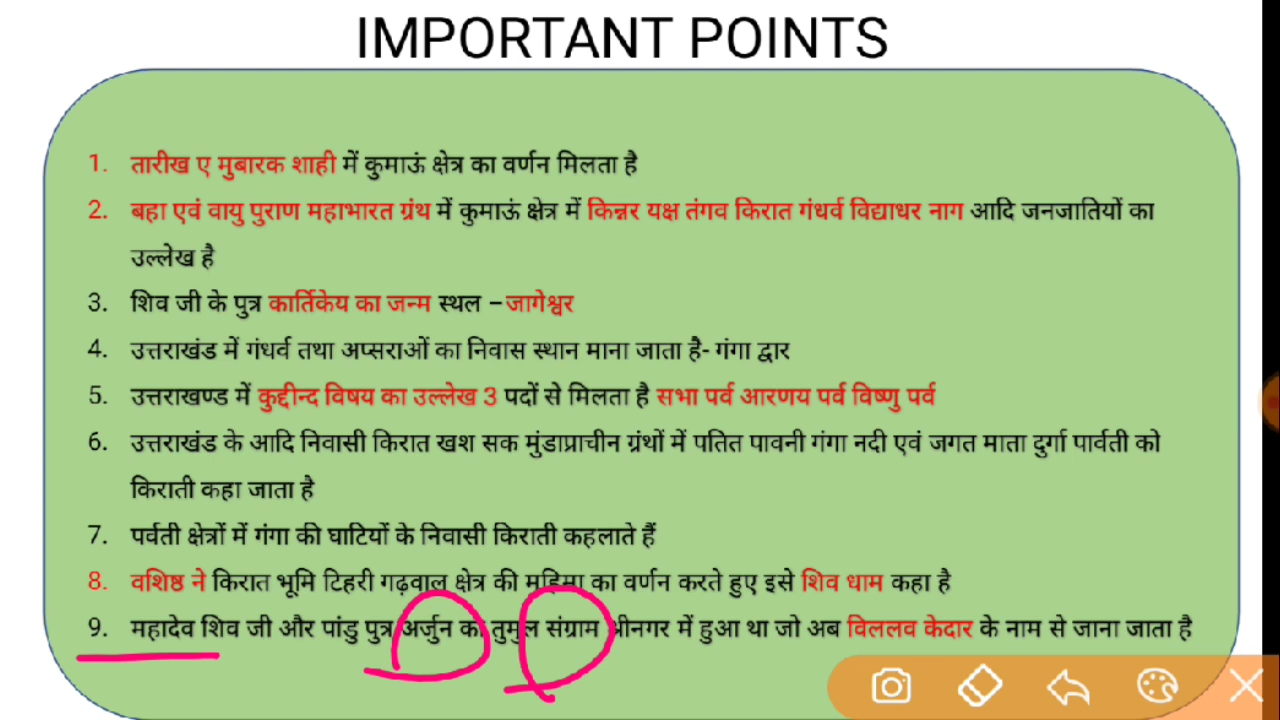 IMPORTANT POINTS
1. तारीख ए मुबारक शाही में कुमाऊं क्षेत्र का वर्णन मिलता है
2. बहा एवं वायु पुराण महाभारत ग्रंथ में कुमाऊं क्षेत्र में किन्नर यक्ष तंगव किरात गंधर्व विद्याधर नाग आदि जनजातियों का
उल्लेख है
3. शिव जी के पुत्र कार्तिकेय का जन्म स्थल – जागेश्वर
4. उत्तराखंड में गंधर्व तथा अप्सराओं का निवास स्थान माना जाता है- गंगा द्वार
5. उत्तराखण्ड में कुद्दीन्द विषय का उल्लेख 3 पदों से मिलता है सभा पर्व आरणय पर्व विष्णु पर्व
6. उत्तराखंड के आदि निवासी किरात खश सक मुंडाप्राचीन ग्रंथों में पतित पावनी गंगा नदी एवं जगत माता दुर्गा पार्वती को
किराती कहा जाता है
7. पर्वती क्षेत्रों में गंगा की घाटियों के निवासी किराती कहलाते हैं
8. वशिष्ठ ने किरात भूमि टिहरी गढ़वाल क्षेत्र की महिमा का वर्णन करते हुए इसे शिव धाम कहा है
9. महादेव शिव जी और पांडु पुत्र अर्जुन का तुमुल संग्राम श्रीनगर में हुआ था जो अब विललव केदार के नाम से जाना जाता है